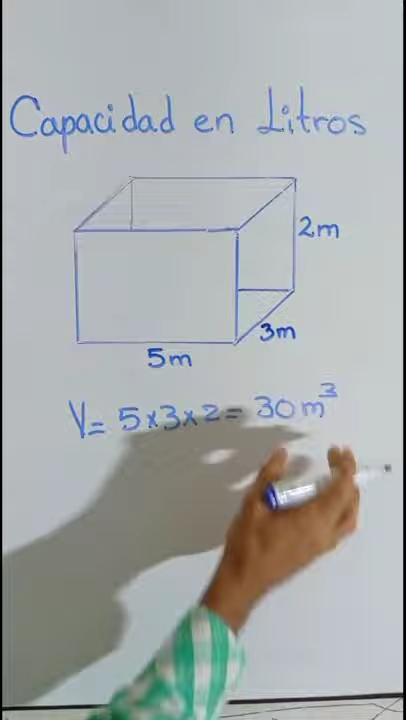 Capacidad en Litros
2m
3m
5m
V= 5x3x2= 30m³